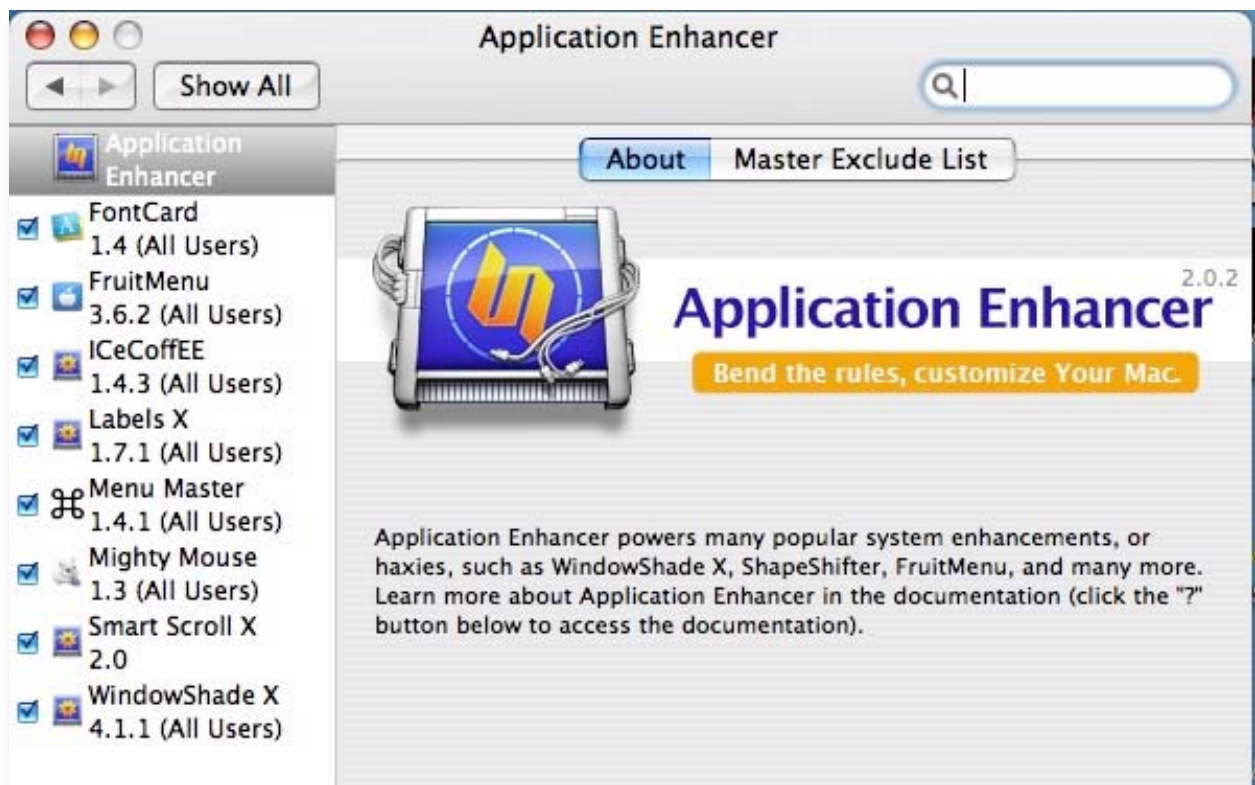 Application Enhancer
Show All
Application
Enhancer
FontCard
1.4 (All Users)
FruitMenu
3.6.2 (All Users)
ICeCoffEE
1.4.3 (All Users)
Labels X
1.7.1 (All Users)
Menu Master
1.4.1 (All Users)
Mighty Mouse
1.3 (All Users)
Smart Scroll X
2.0
WindowShade X
4.1.1 (All Users)
About
Master Exclude List
2.0.2
Application Enhancer
Bend the rules, customize Your Mac.
Application Enhancer powers many popular system enhancements, or
haxies, such as WindowShade X, ShapeShifter, FruitMenu, and many more.
Learn more about Application Enhancer in the documentation (click the "?"
button below to access the documentation).